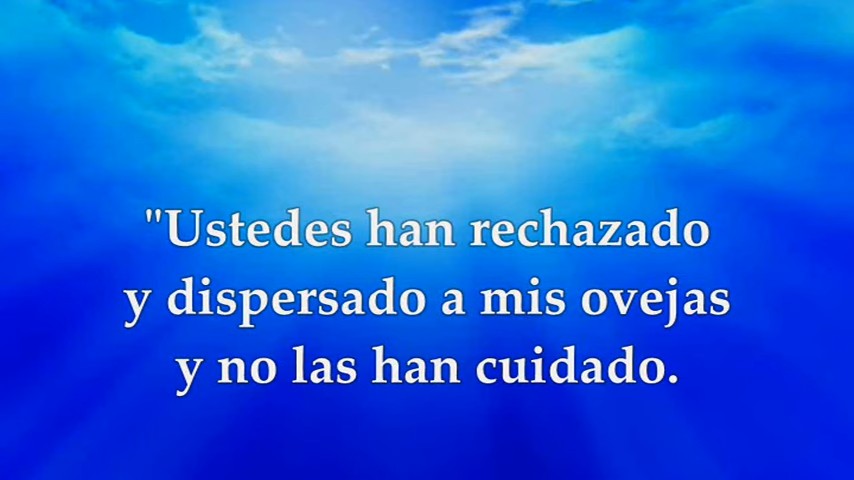 "Ustedes han rechazado
y dispersado a mis ovejas
y no las han cuidado.